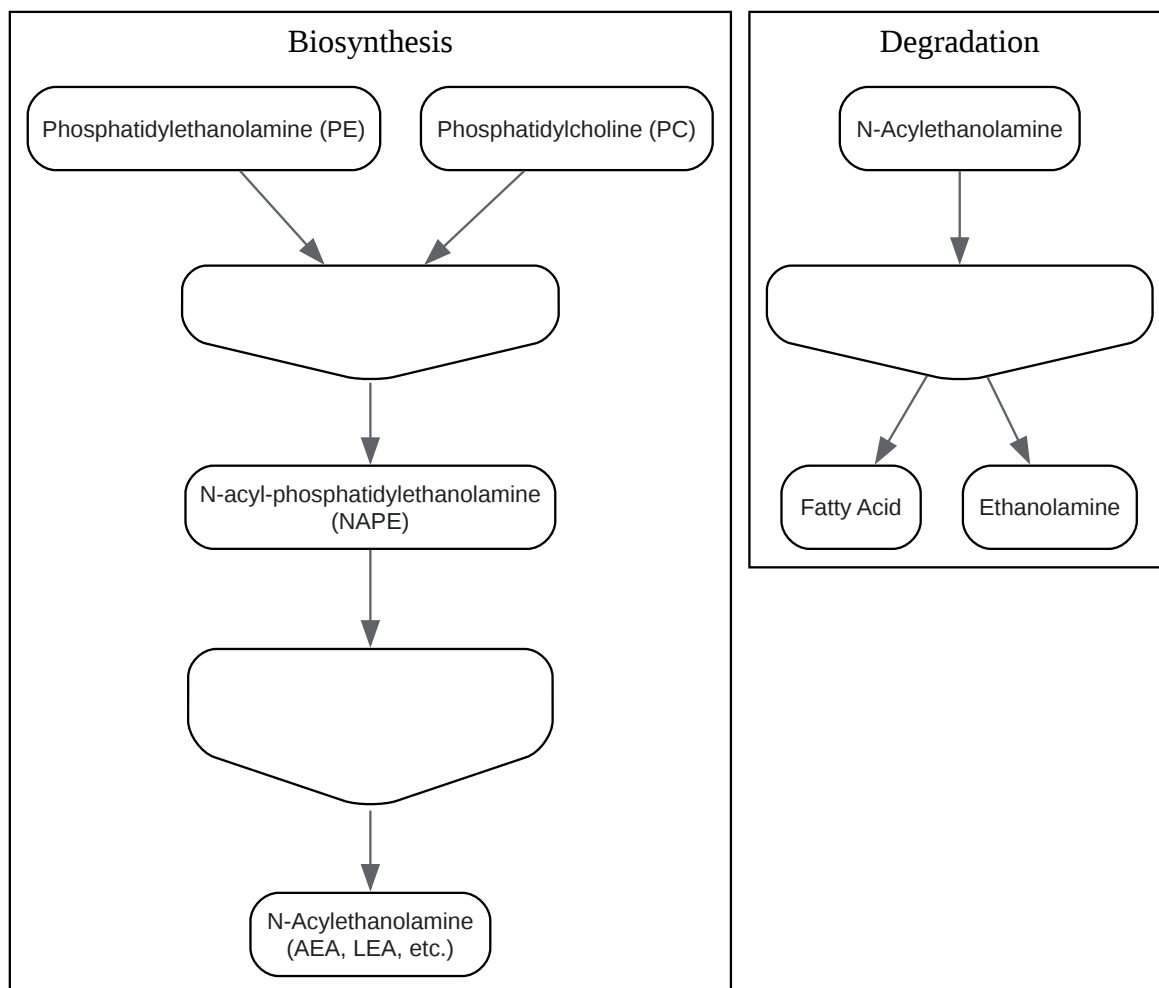 Biosynthesis
Phosphatidylethanolamine (PE)
Phosphatidylcholine (PC)
N-acyl-phosphatidylethanolamine
(NAPE)
N-Acylethanolamine
(AEA, LEA, etc.)
Degradation
N-Acylethanolamine
Fatty Acid
Ethanolamine